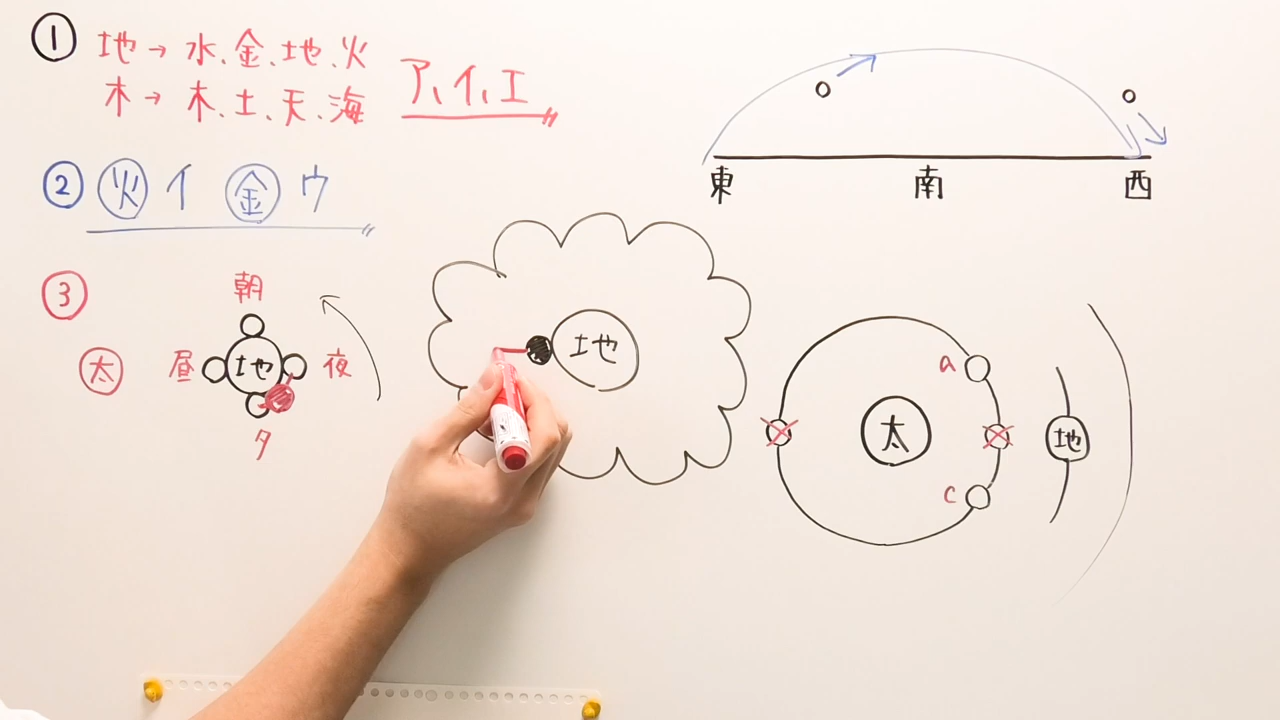 ① 地→水、金、地、火
木→木、土、天、海
ア、イ、エ
② 火 イ 金 ウ
③
朝
太 昼 地 夜
夕
地
東 南 西
a
太 地
c